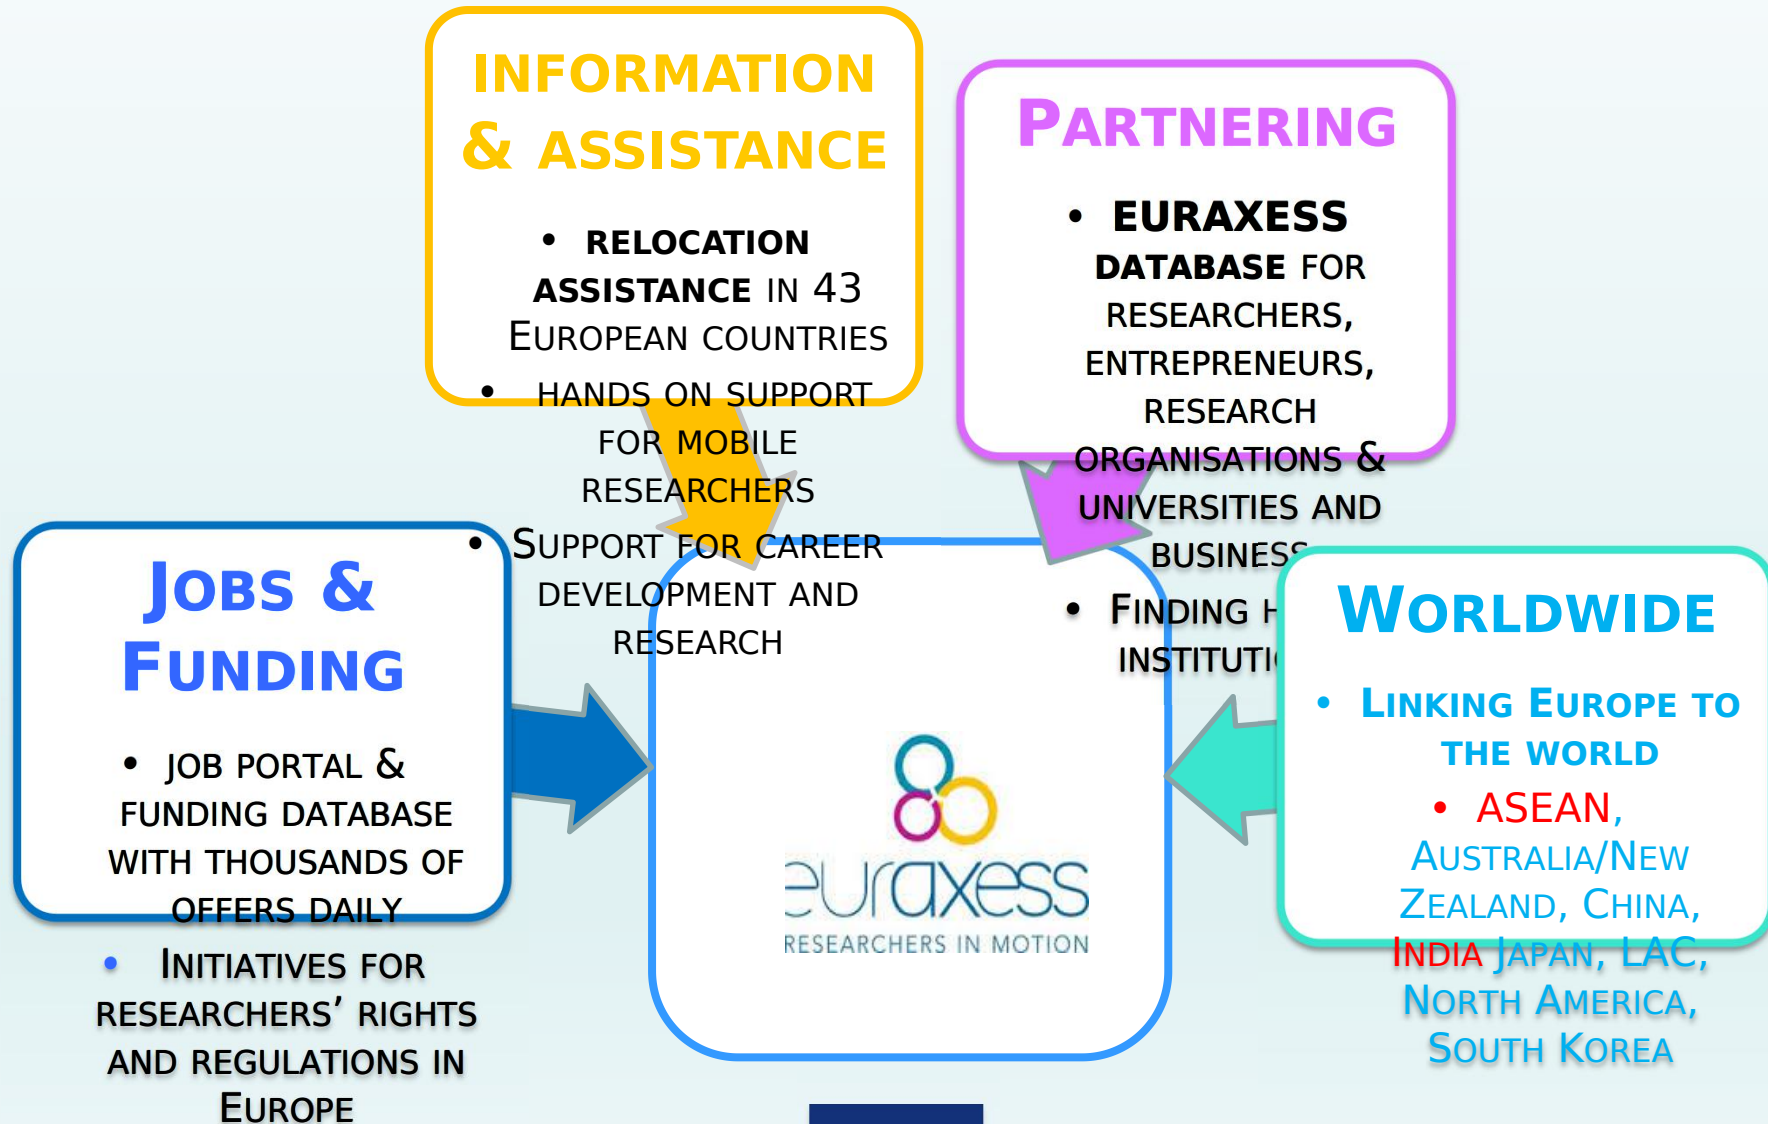 INFORMATION
& ASSISTANCE
• RELOCATION
ASSISTANCE IN 43
EUROPEAN COUNTRIES
• HANDS ON SUPPORT
FOR MOBILE
RESEARCHERS
• SUPPORT FOR CAREER
DEVELOPMENT AND
RESEARCH
PARTNERING
• EURAXESS
DATABASE FOR
RESEARCHERS,
ENTREPRENEURS,
RESEARCH
ORGANISATIONS &
UNIVERSITIES AND
BUSINESS
• FINDING
JOBS &
FUNDING
• JOB PORTAL &
FUNDING DATABASE
WITH THOUSANDS OF
OFFERS DAILY
• INITIATIVES FOR
RESEARCHERS’ RIGHTS
AND REGULATIONS IN
EUROPE
euraxess
RESEARCHERS IN MOTION
WORLDWIDE
• LINKING EUROPE TO
THE WORLD
• ASEAN,
AUSTRALIA/NEW
ZEALAND, CHINA,
INDIA JAPAN, LAC,
NORTH AMERICA,
SOUTH KOREA